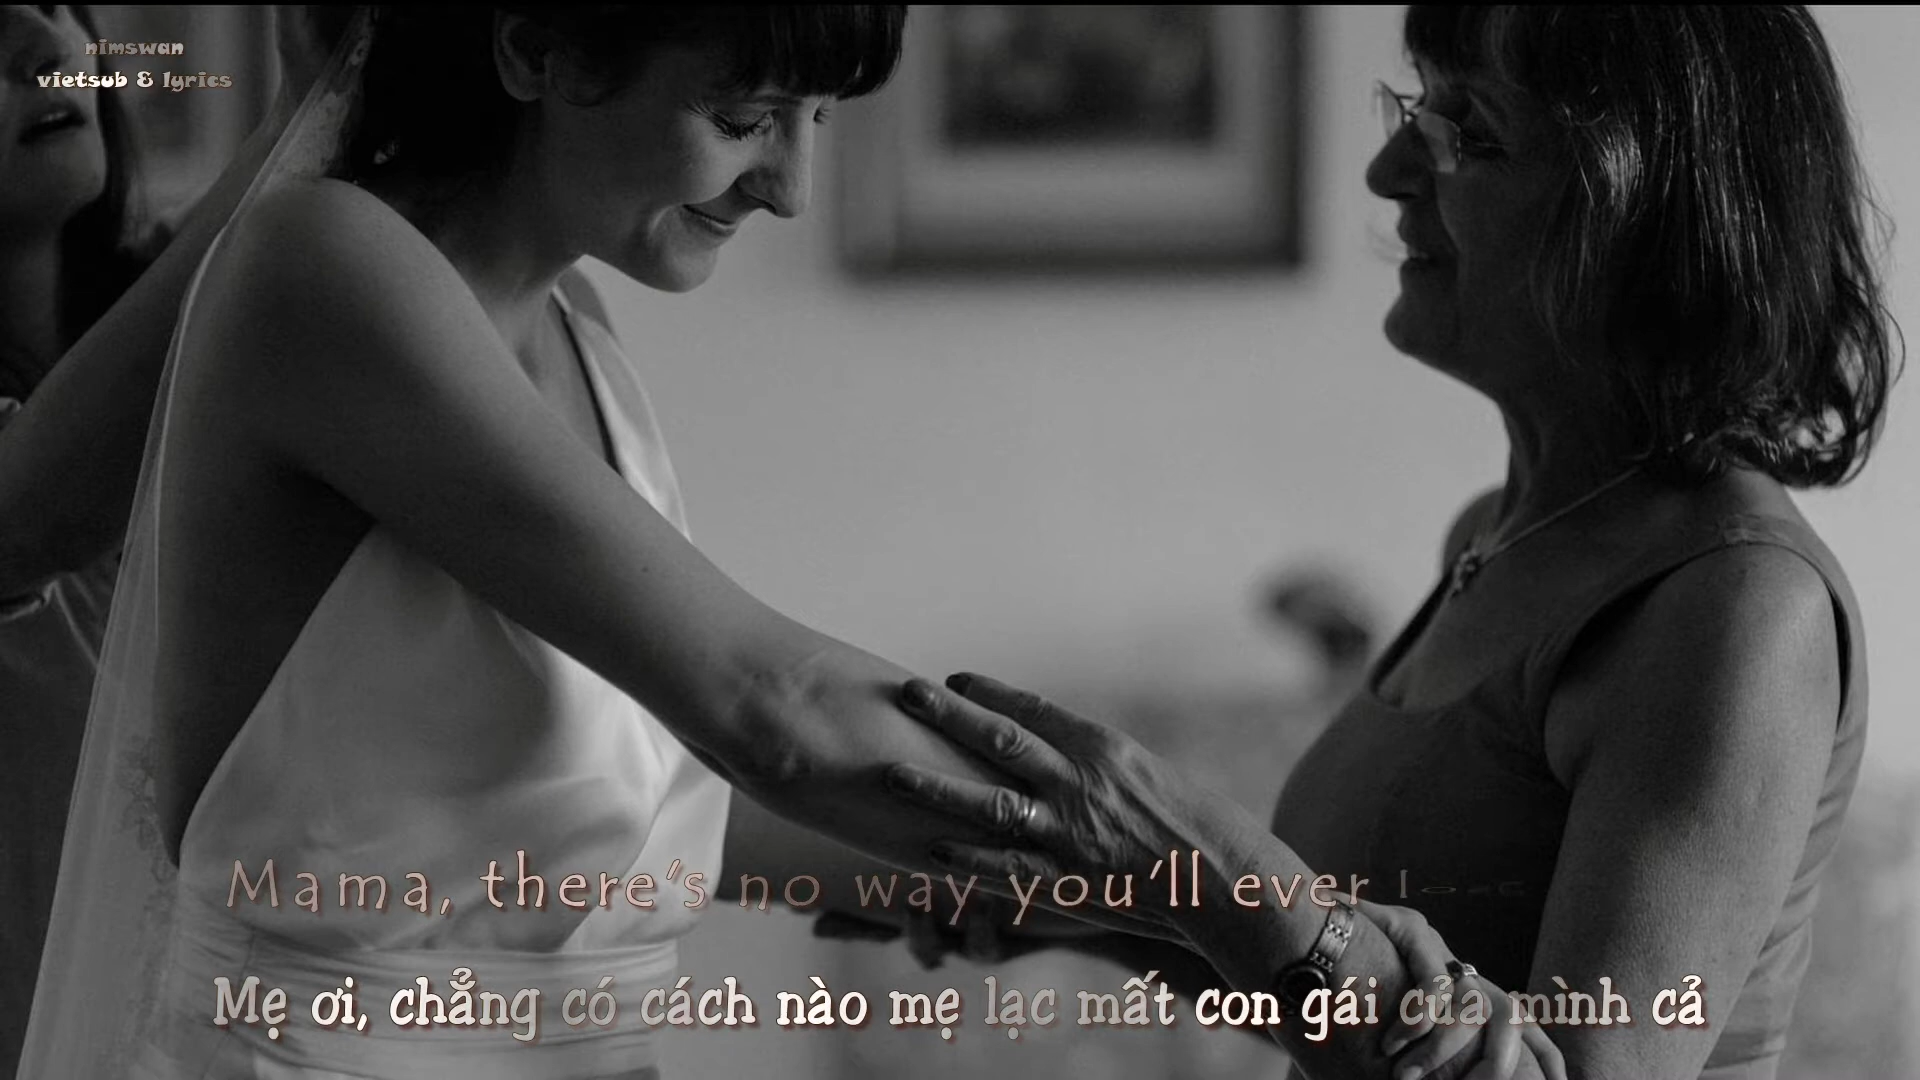 nimswan
vietsub & lyrics
Mama, there's no way you'll ever
Mẹ ơi, chẳng có cách nào mẹ lạc mất con gái của mình cả